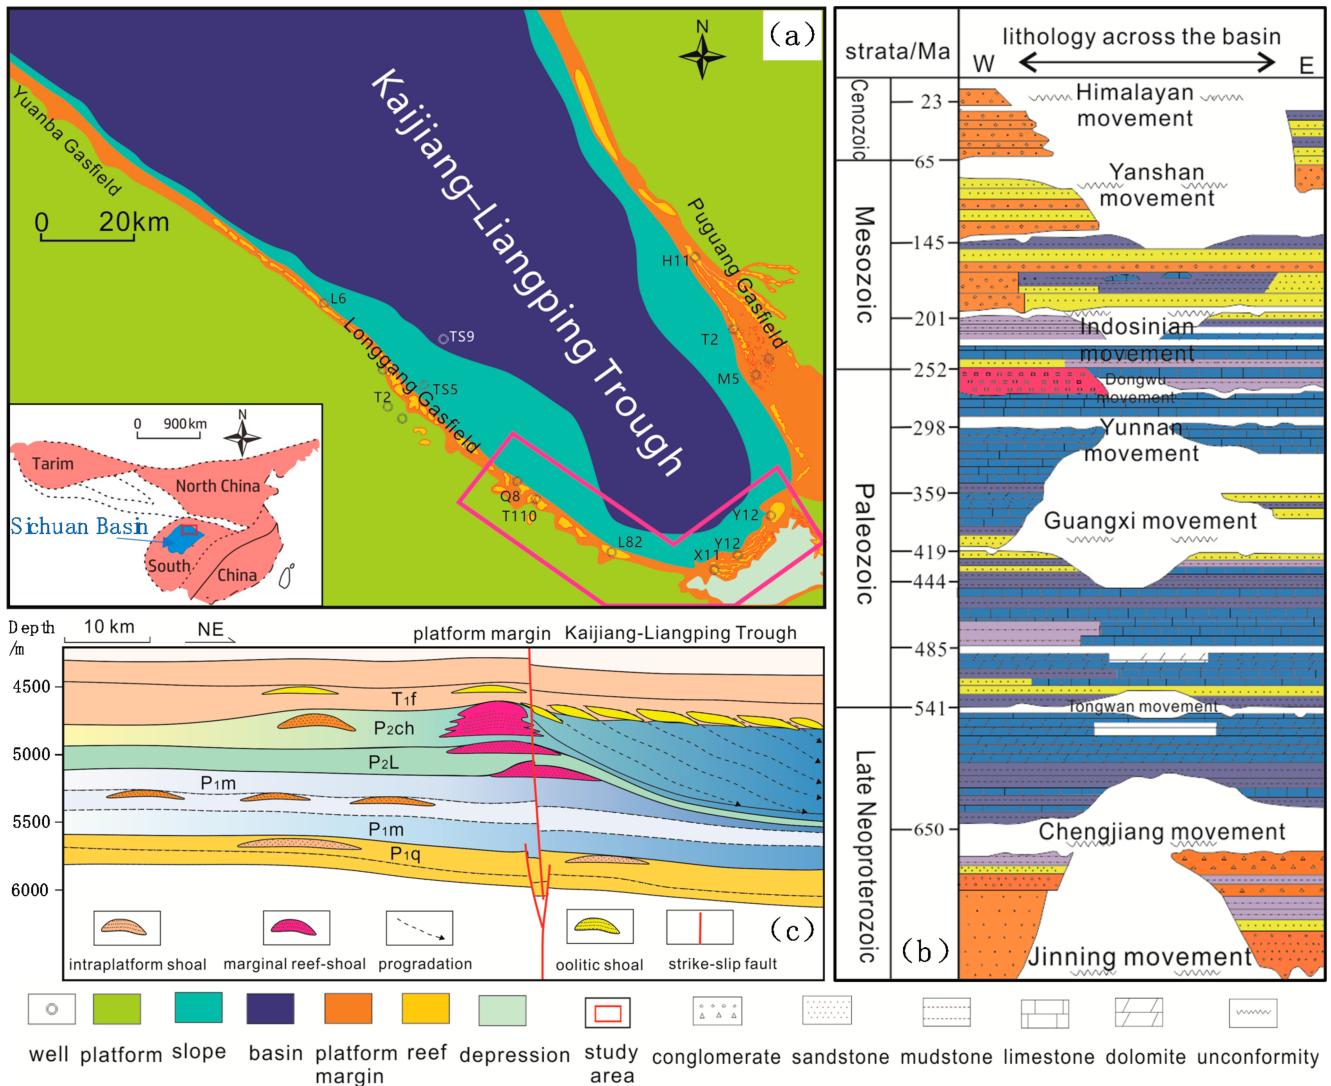 (a)
N
Kaijiang–Liangping Trough
Yuanba Gasfield
0 20km
Puguang Gasfield
H11
L6
Longgang Gasfield
TS9
T2
M5
TS5
T2
Q8
T110
L82
Y12
Y12
X11
0 900km
N
Tarim
North China
Sichuan Basin
South
China
strata/Ma
lithology across the basin
W E
Cenozoic
Mesozoic
Paleozoic
Late Neoproterozoic
23
65
145
201
252
298
359
419
444
485
541
650
Himalayan
movement
Yanshan
movement
Indosinian
movement
Dongwu
movement
Yunnan
movement
Guangxi movement
Tongwan movement
Chengjiang movement
Jinning movement
(b)
Depth
/m
10 km
NE
platform margin
Kaijiang-Liangping Trough
4500
5000
5500
6000
T1f
P2ch
P2L
P1m
P1m
P1q
(c)
intraplatform shoal
marginal reef-shoal
progradation
oolitic shoal
strike-slip fault
well
platform
slope
basin
platform
margin
reef
depression
study
area
conglomerate
sandstone
mudstone
limestone
dolomite
unconformity